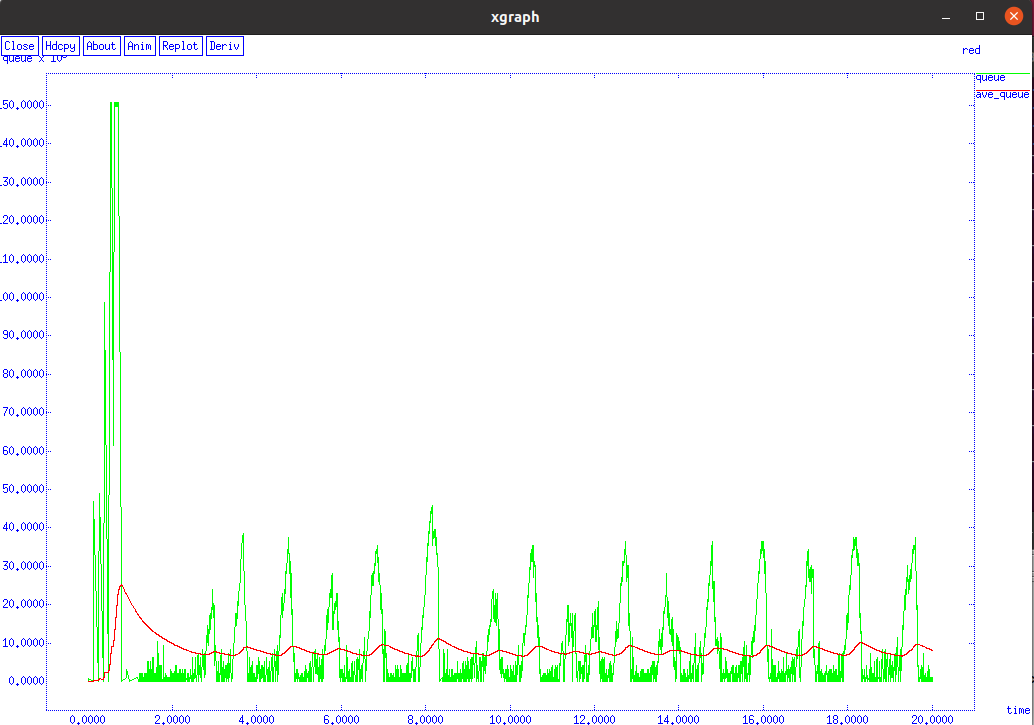 xgraph
Close Hdcpy About Anim Replot Deriv
red
queue x 10
queue
ave_queue
50.0000
40.0000
30.0000
20.0000
10.0000
00.0000
90.0000
80.0000
70.0000
60.0000
50.0000
40.0000
30.0000
20.0000
10.0000
0.0000
time
0.0000 2.0000 4.0000 6.0000 8.0000 10.0000 12.0000 14.0000 16.0000 18.0000 20.0000